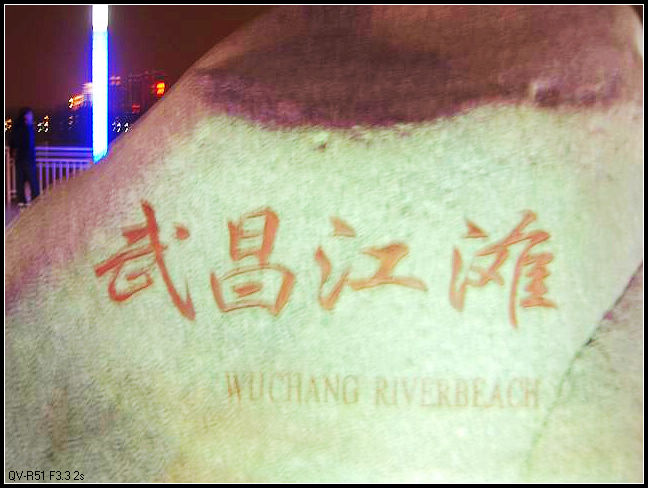 武昌江滩
WUCHANG RIVERBEACH
QV-R51 F3.3 2s